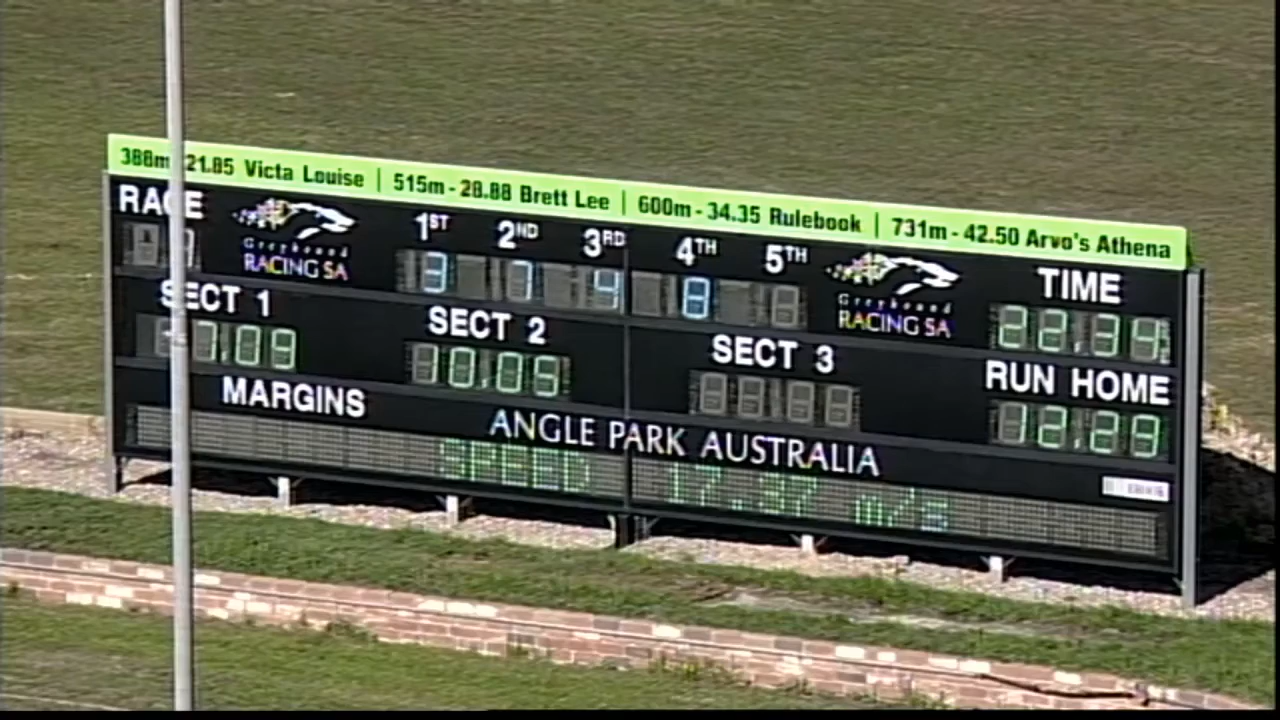 388m 21.85 Victa Louise | 515m - 28.88 Brett Lee | 600m - 34.35 Rulebook | 731m - 42.50 Arvo's Athena
RACE
Greyhound
RACING SA
1ST 2ND 3RD 4TH 5TH
3 7 4 8
Greyhound
RACING SA
TIME
22.34
SECT 1
7.09
SECT 2
10.05
SECT 3
RUN HOME
12.29
MARGINS
ANGLE PARK AUSTRALIA
SPEED 17.37 m/s